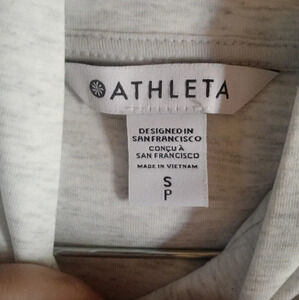 ATHLETA
DESIGNED IN
SAN FRANCISCO
CONÇU À
SAN FRANCISCO
MADE IN VIETNAM
S
P